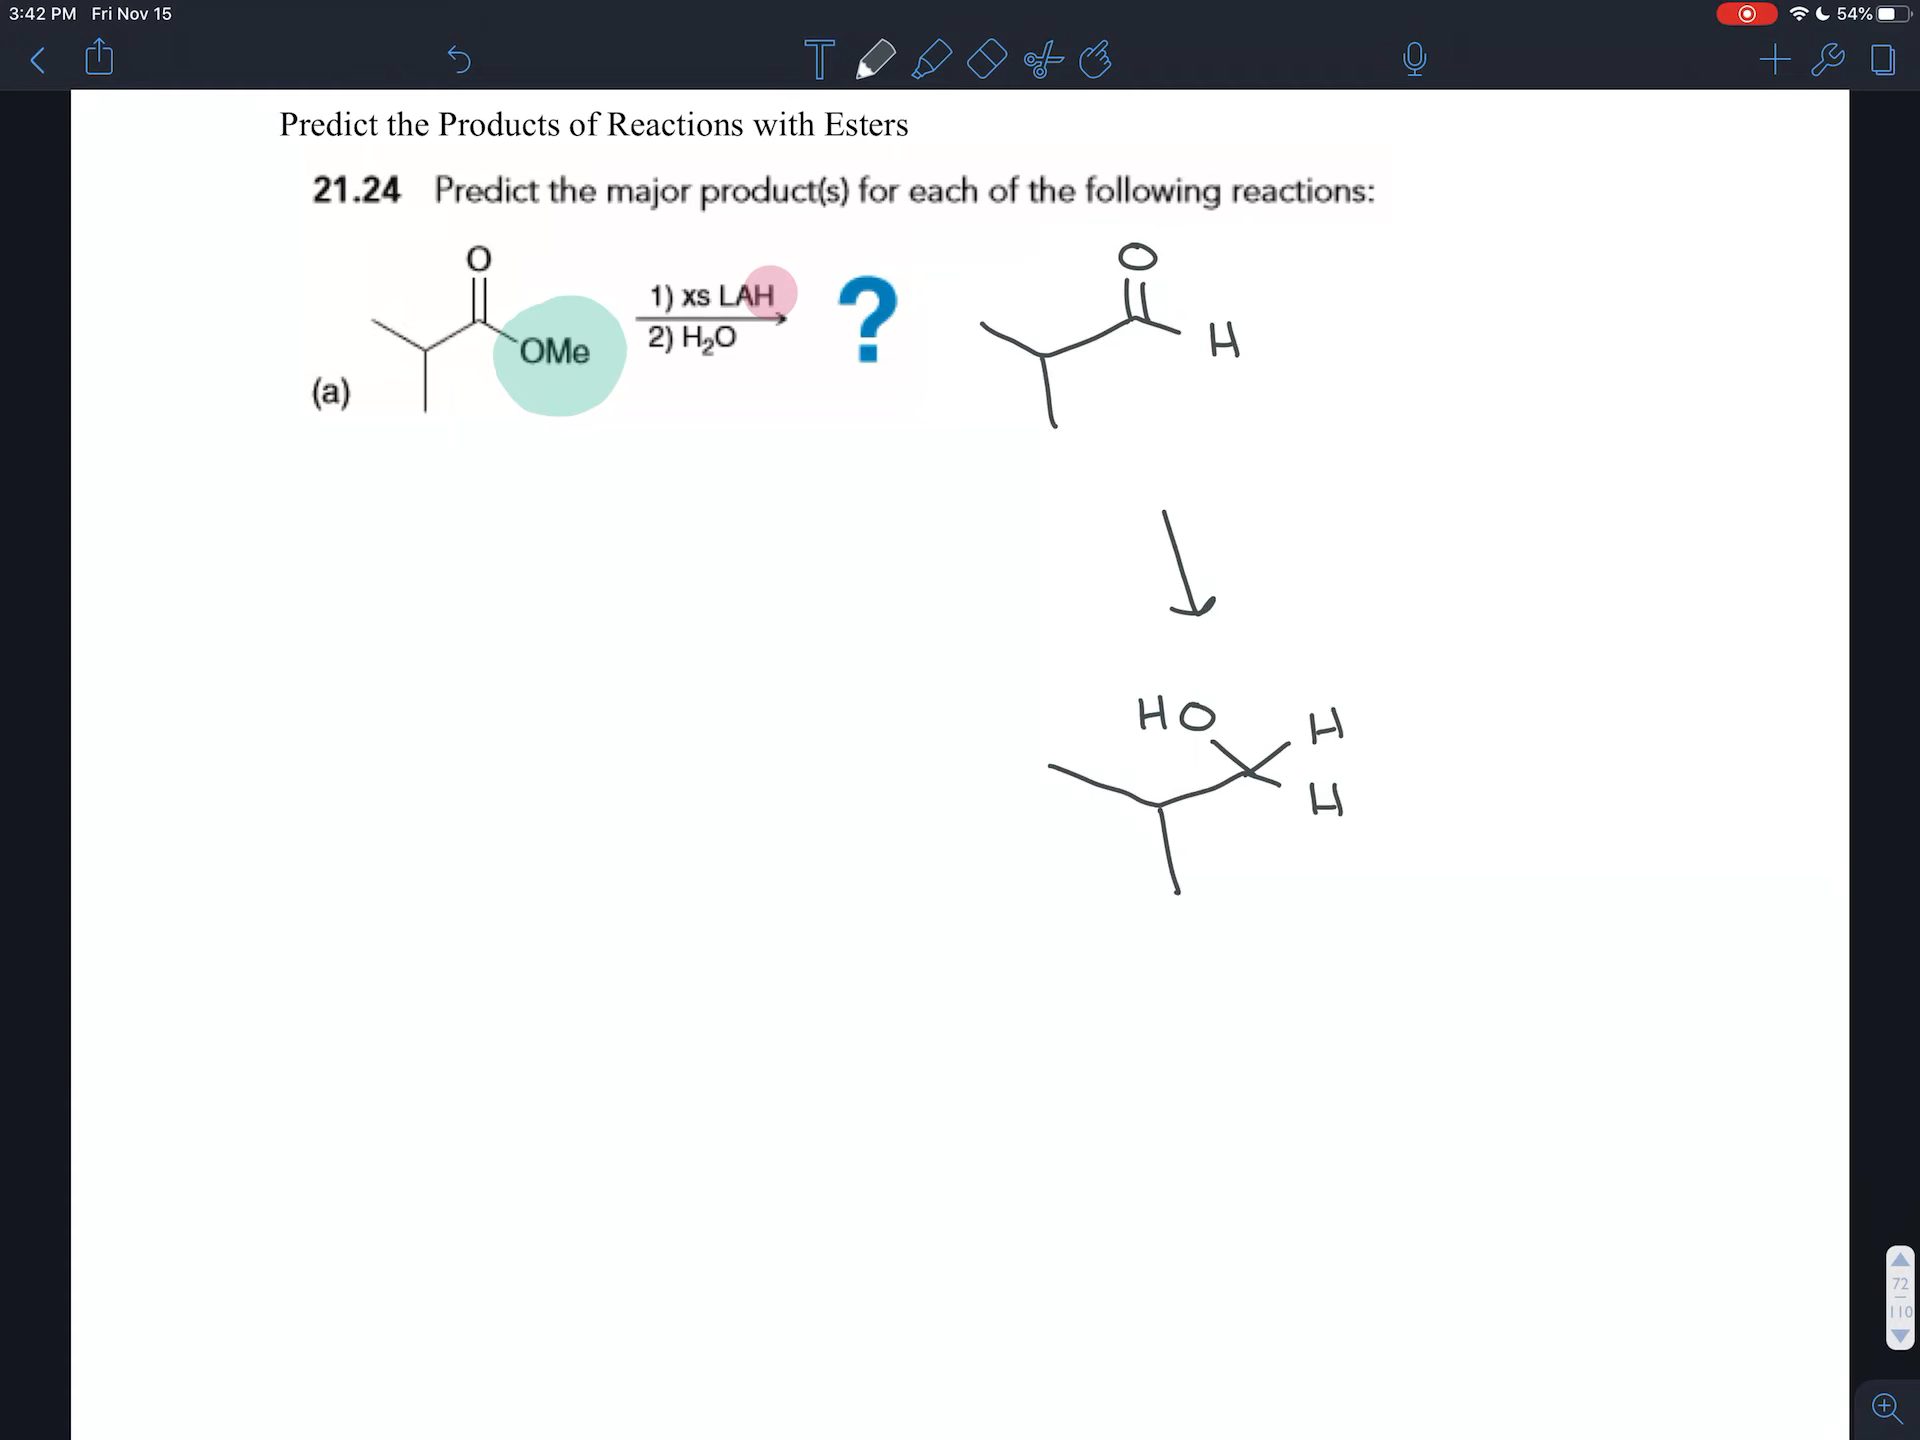 3:42 PM Fri Nov 15
54%
T
Predict the Products of Reactions with Esters
21.24 Predict the major product(s) for each of the following reactions:
O
OMe
(a)
1) xs LAH
2) H₂O
?
O
H
HO
H
H
72
110